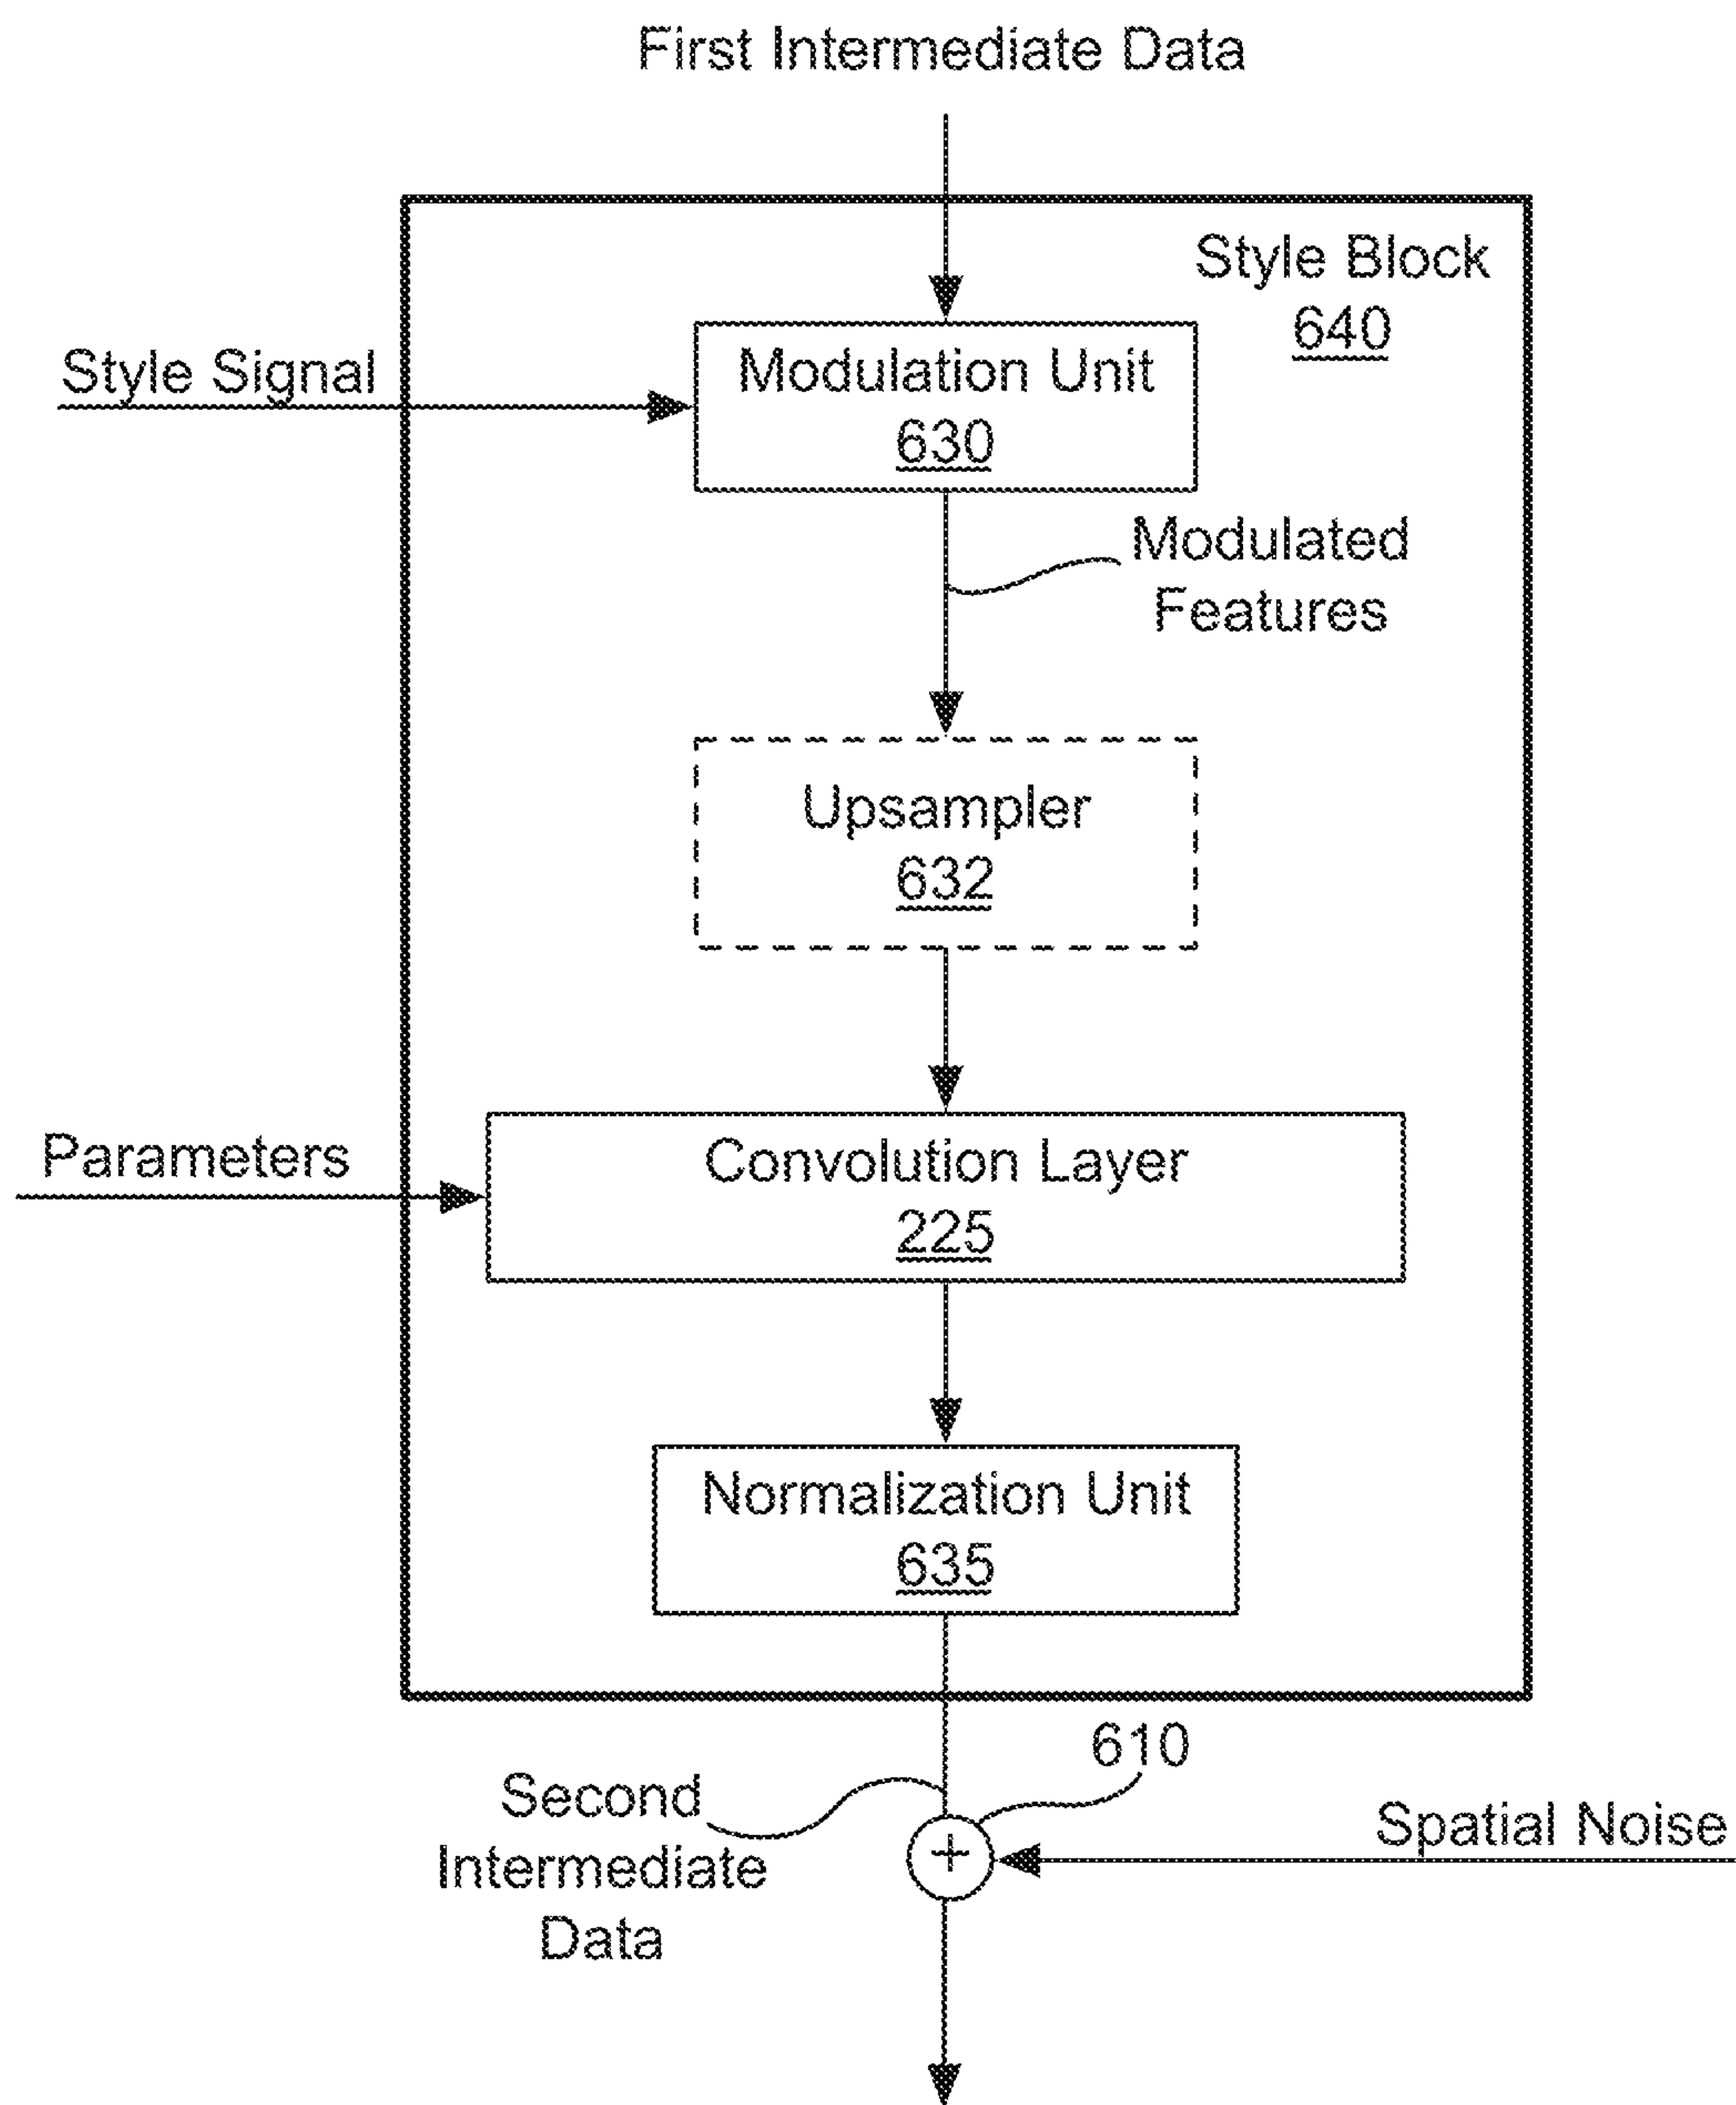 First Intermediate Data
Style Block
640
Style Signal
Modulation Unit
630
Modulated
Features
Upsampler
632
Parameters
Convolution Layer
225
Normalization Unit
635
610
Second
Intermediate
Data
+
Spatial Noise